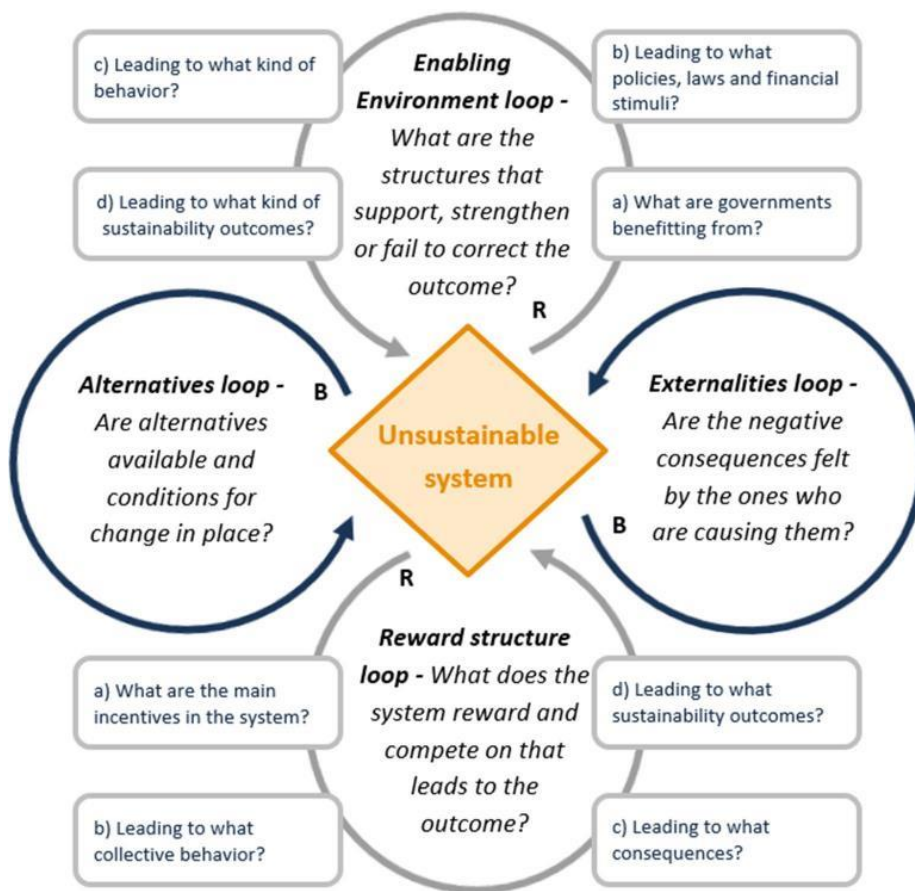 c) Leading to what kind of
behavior?
Enabling
Environment loop -
What are the
structures that
support, strengthen
or fail to correct the
outcome?
b) Leading to what
policies, laws and financial
stimuli?
d) Leading to what kind of
sustainability outcomes?
a) What are governments
benefitting from?
R
Alternatives loop -
Are alternatives
available and
conditions for
change in place?
B
Unsustainable
system
Externalities loop -
Are the negative
consequences felt
by the ones who
are causing them?
B
R
Reward structure
loop - What does the
system reward and
compete on that
leads to the
outcome?
a) What are the main
incentives in the system?
d) Leading to what
sustainability outcomes?
b) Leading to what
collective behavior?
c) Leading to what
consequences?